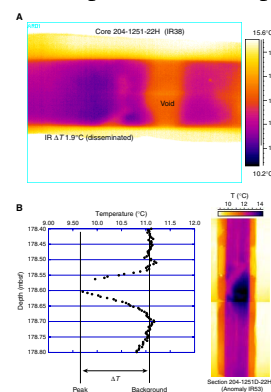 A
Core 204-1251-22H (IR38)
15.6°C
Void
IR ΔT 1.9°C (disseminated)
10.2°C
B
Temperature (°C)
9.0 9.5 10.0 10.5 11.0 11.5 12.0
178.40
178.45
178.50
178.55
178.60
178.65
178.70
178.75
178.80
Depth (mbsf)
ΔT
Peak
Background
T (°C)
10 12 14
Section 204-1251D-22H
(Anomaly IR53)